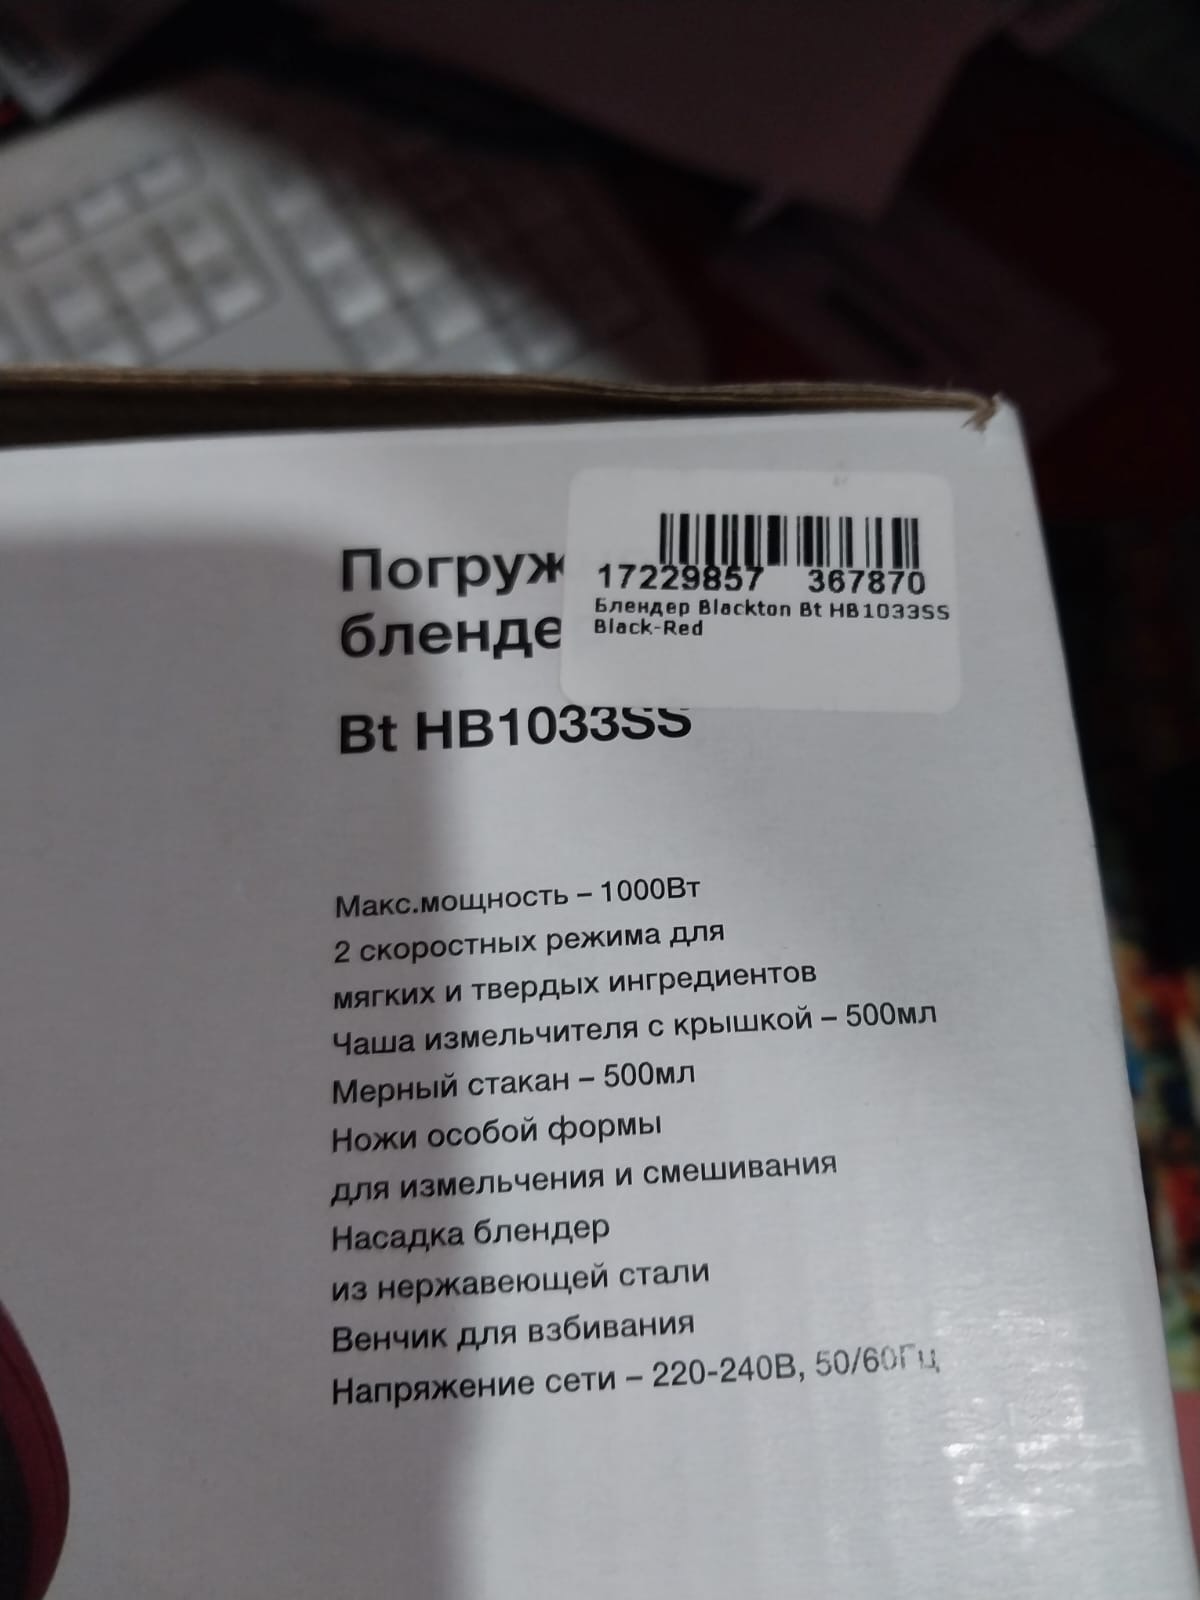 17229857 367870
Блендер Blackton Bt HB1033SS
Black-Red
Bt HB1033SS
Макс.мощность – 1000Вт
2 скоростных режима для
мягких и твердых ингредиентов
Чаша измельчителя с крышкой – 500мл
Мерный стакан – 500мл
Ножи особой формы
для измельчения и смешивания
Насадка блендер
из нержавеющей стали
Венчик для взбивания
Напряжение сети – 220-240В, 50/60Гц